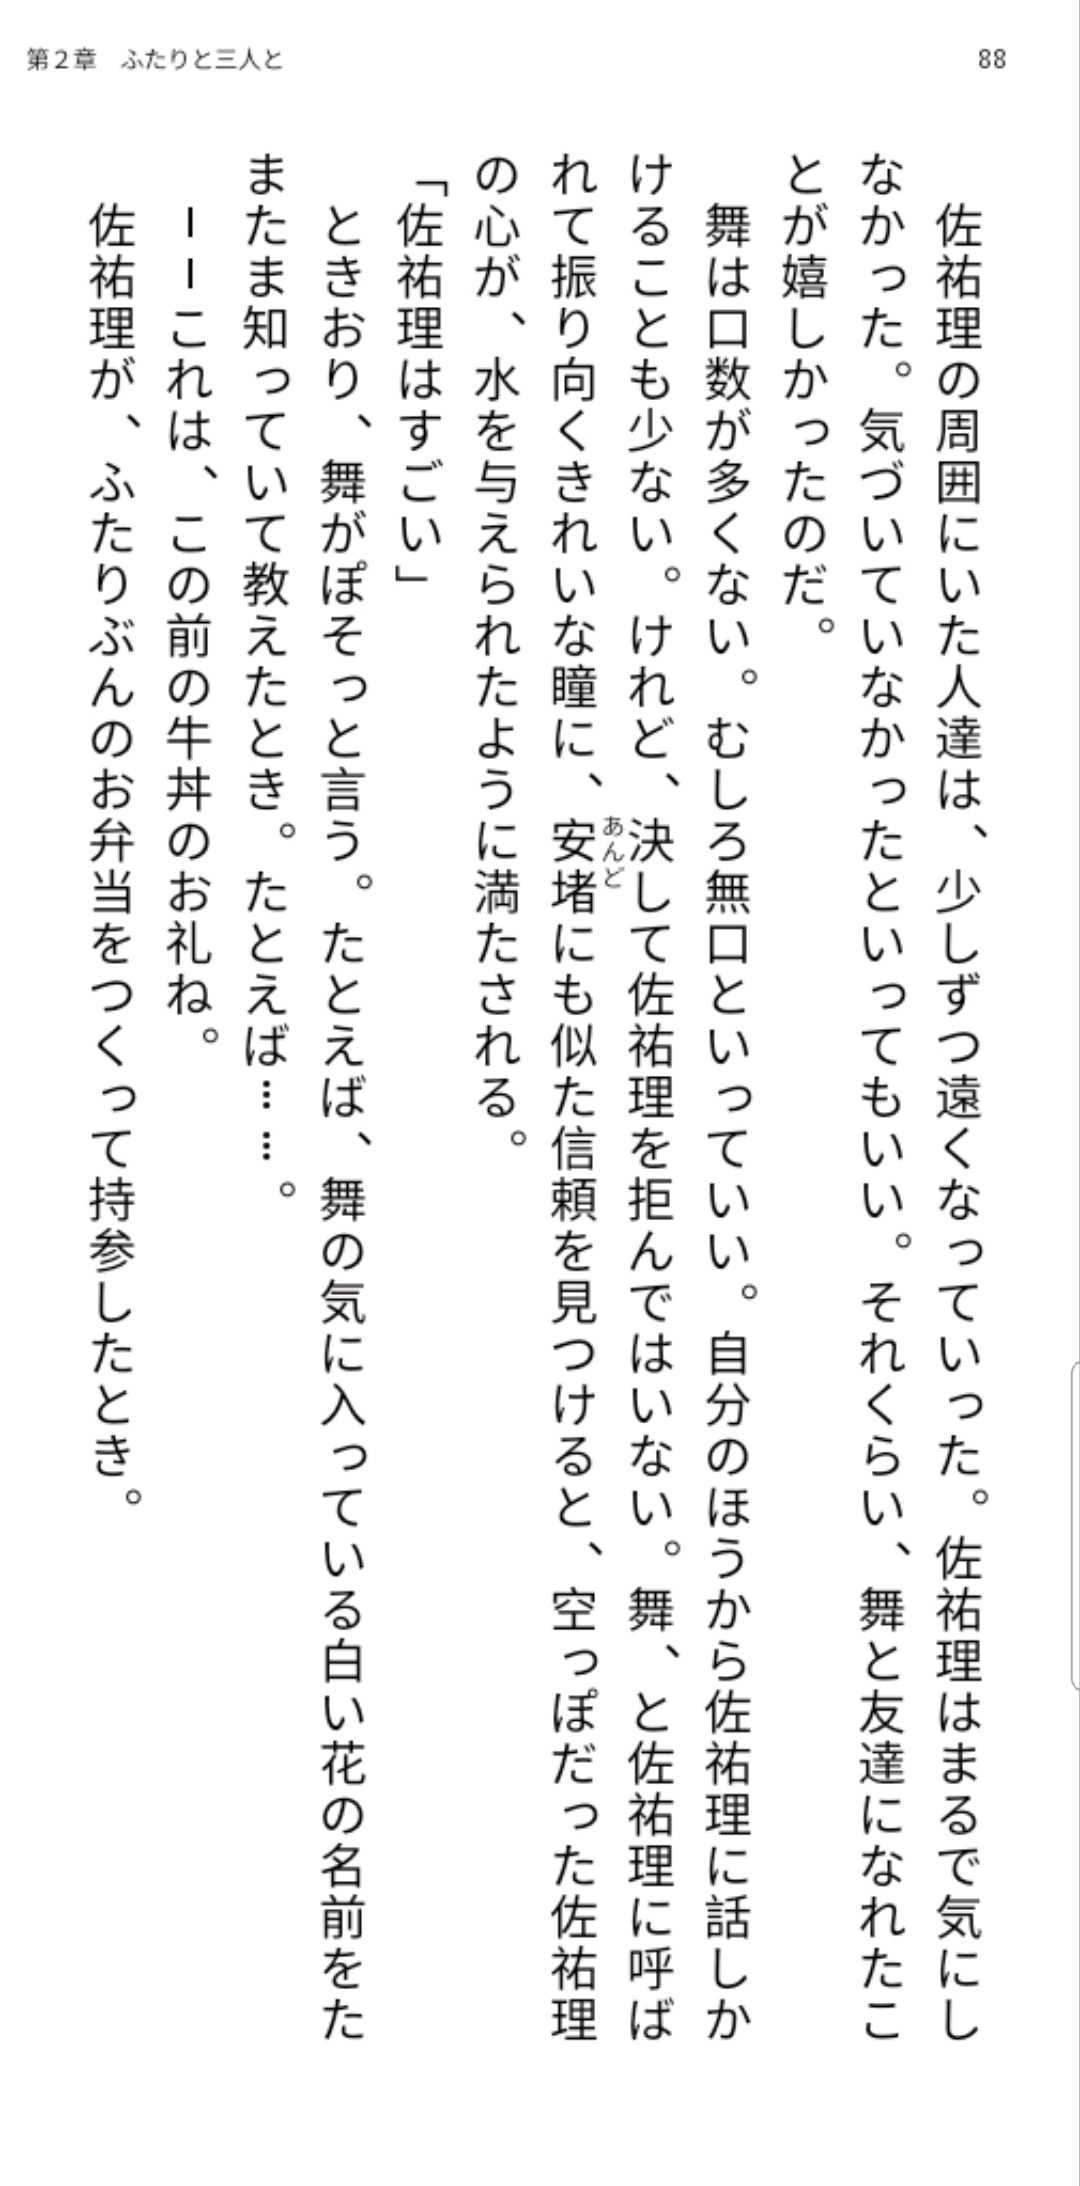 第2章　ふたりと三人と
88
　佐祐理の周囲にいた人達は、少しずつ遠くなっていった。佐祐理はまるで気にし
なかった。気づいていなかったといってもいい。それくらい、舞と友達になれたこ
とが嬉しかったのだ。
　舞は口数が多くない。むしろ無口といっていい。自分のほうから佐祐理に話しか
けることも少ない。けれど、決して佐祐理を拒んではいない。舞、と佐祐理に呼ば
れて振り向くきれいな瞳に、安堵にも似た信頼を見つけると、空っぽだった佐祐理
あんど
の心が、水を与えられたように満たされる。
「佐祐理はすごい」
　ときおり、舞がぽそっと言う。たとえば、舞の気に入っている白い花の名前をた
またま知っていて教えたとき。たとえば……。
　ーーこれは、この前の牛丼のお礼ね。
　佐祐理が、ふたりぶんのお弁当をつくって持参したとき。